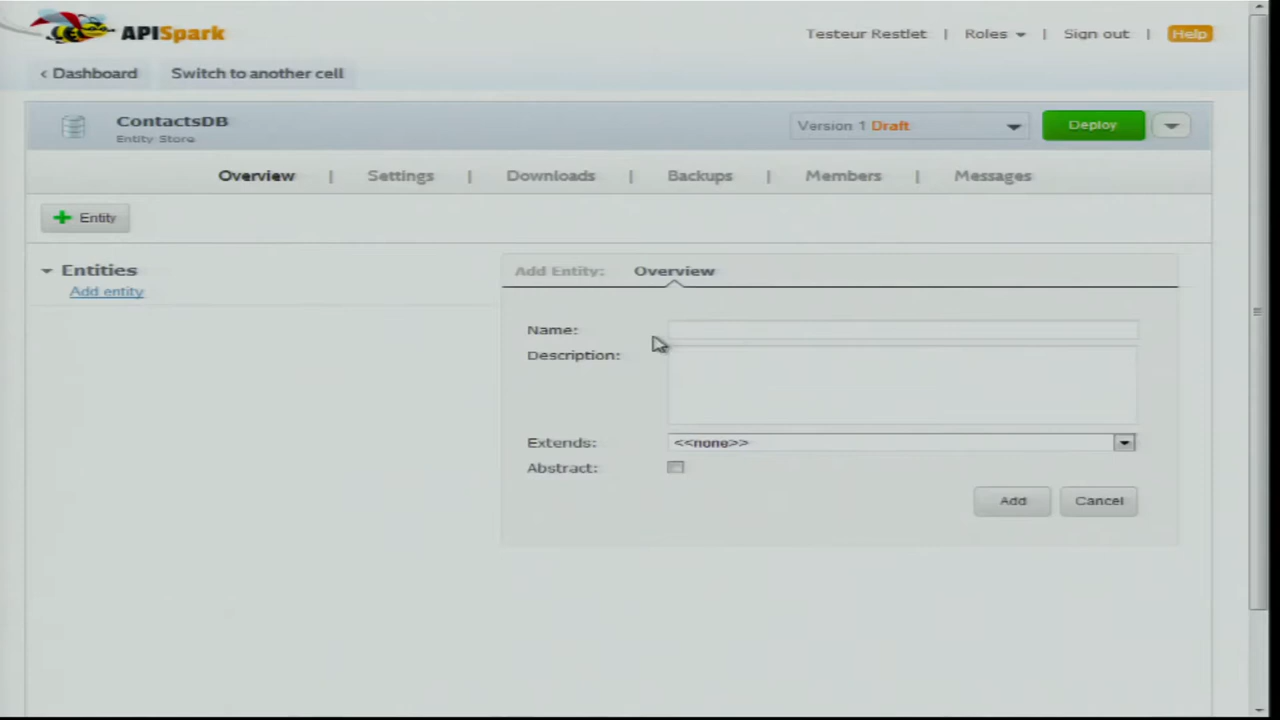 APISpark
Testeur Restlet | Roles | Sign out | Help
‹ Dashboard Switch to another cell
ContactsDB
Entity Store
Version 1 Draft
Deploy
Overview | Settings | Downloads | Backups | Members | Messages
Entity
Entities
Add entity
Add Entity: Overview
Name:
Description:
Extends: <<none>>
Abstract:
Add Cancel